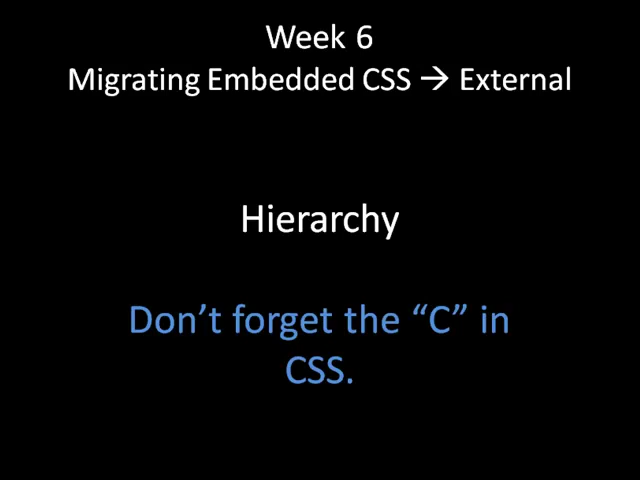 Week 6
Migrating Embedded CSS → External
Hierarchy
Don’t forget the “C” in
CSS.